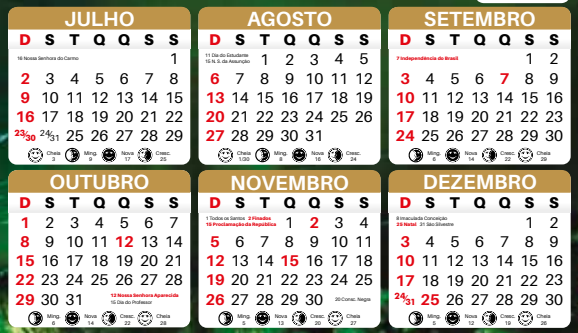 JULHO
D S T Q Q S S
16 Nossa Senhora do Carmo 1
2 3 4 5 6 7 8
9 10 11 12 13 14 15
16 17 18 19 20 21 22
23/30 24/31 25 26 27 28 29
Cheia 3 Ming. 9 Nova 17 Cresc. 25
AGOSTO
D S T Q Q S S
11 Dia do Estudante
15 N. S. da Assunção 1 2 3 4 5
6 7 8 9 10 11 12
13 14 15 16 17 18 19
20 21 22 23 24 25 26
27 28 29 30 31
Cheia 1/30 Ming. 8 Nova 16 Cresc. 24
SETEMBRO
D S T Q Q S S
7 Independência do Brasil 1 2
3 4 5 6 7 8 9
10 11 12 13 14 15 16
17 18 19 20 21 22 23
24 25 26 27 28 29 30
Ming. 6 Nova 14 Cresc. 22 Cheia 29
OUTUBRO
D S T Q Q S S
1 2 3 4 5 6 7
8 9 10 11 12 13 14
15 16 17 18 19 20 21
22 23 24 25 26 27 28
29 30 31 12 Nossa Senhora Aparecida
15 Dia do Professor
Ming. 6 Nova 14 Cresc. 22 Cheia 28
NOVEMBRO
D S T Q Q S S
1 Todos os Santos 2 Finados
15 Proclamação da República 1 2 3 4
5 6 7 8 9 10 11
12 13 14 15 16 17 18
19 20 21 22 23 24 25
26 27 28 29 30 20 Consc. Negra
Ming. 5 Nova 13 Cresc. 20 Cheia 27
DEZEMBRO
D S T Q Q S S
8 Imaculada Conceição
25 Natal 31 São Silvestre 1 2
3 4 5 6 7 8 9
10 11 12 13 14 15 16
17 18 19 20 21 22 23
24/31 25 26 27 28 29 30
Ming. 5 Nova 12 Cresc. 19 Cheia 26